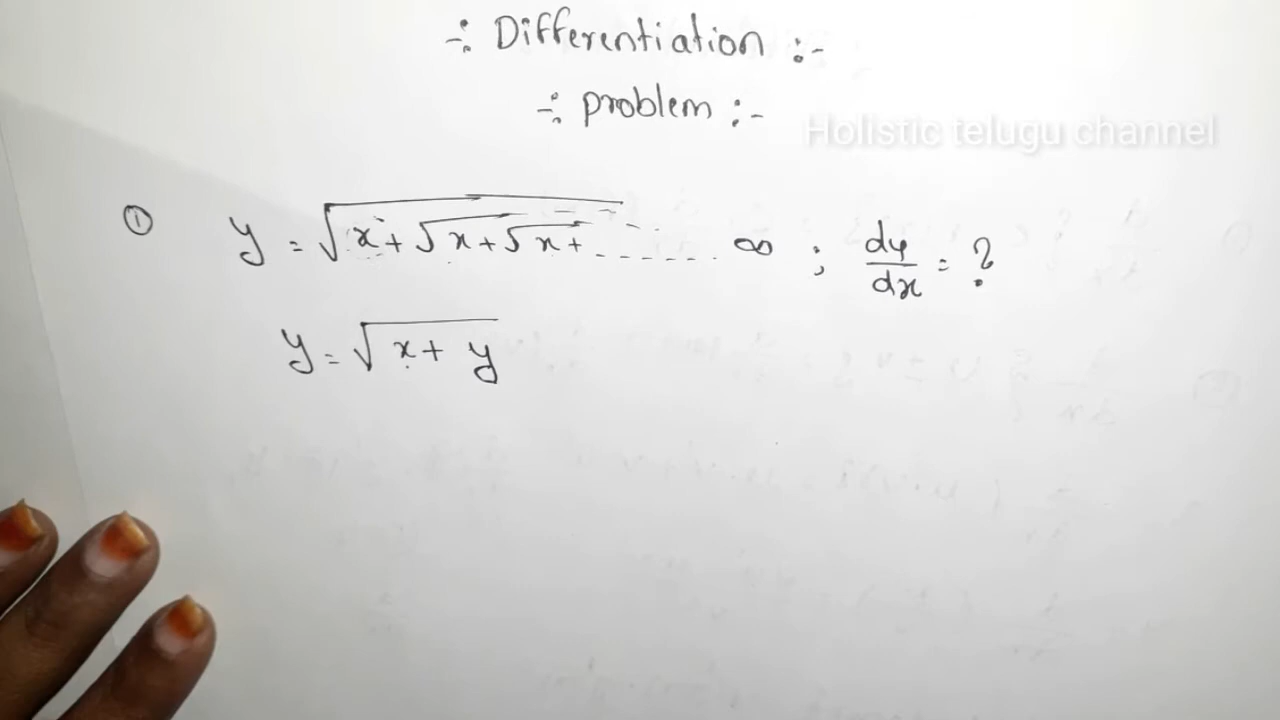 -: Differentiation :-
-: problem :-
Holistic telugu channel
① y = √x + √x + √x + ------- ∞ ; dy/dx = ?
y = √x + y